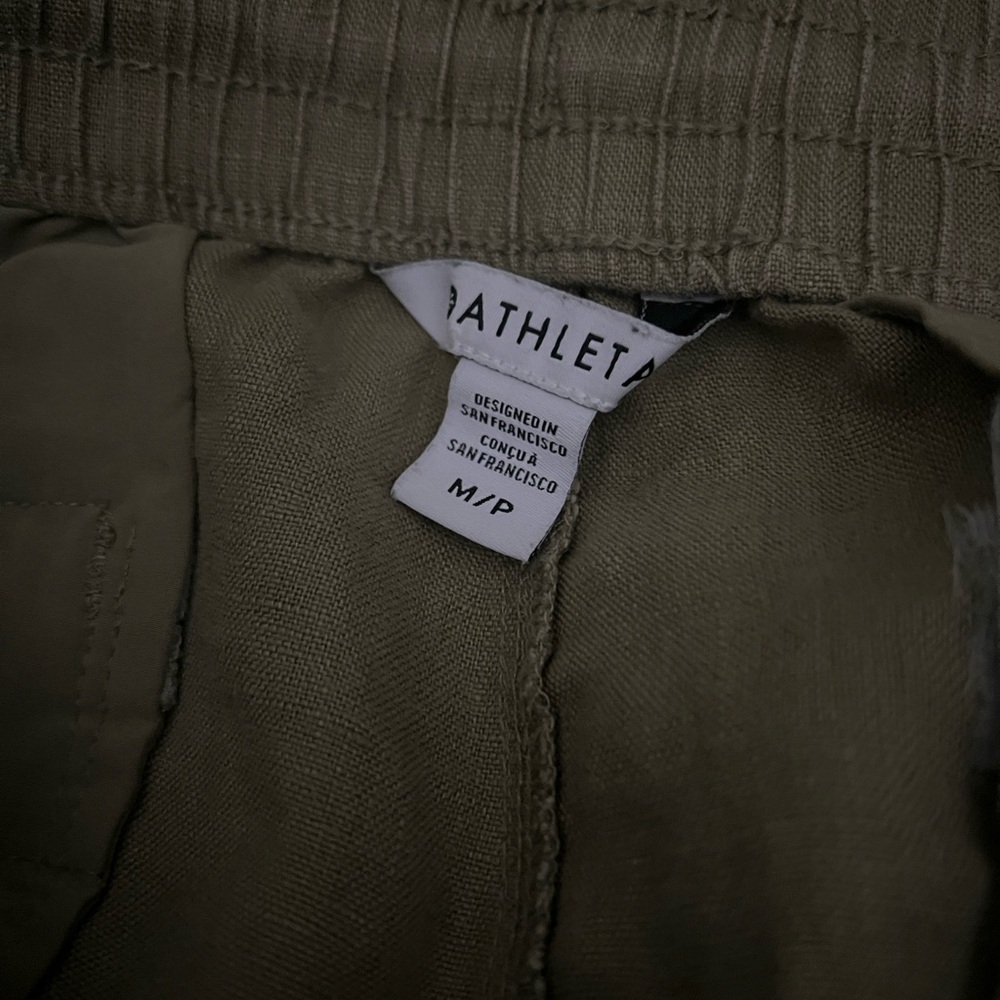 ATHLETA
DESIGNED IN
SAN FRANCISCO
CONÇU À
SAN FRANCISCO
M/P